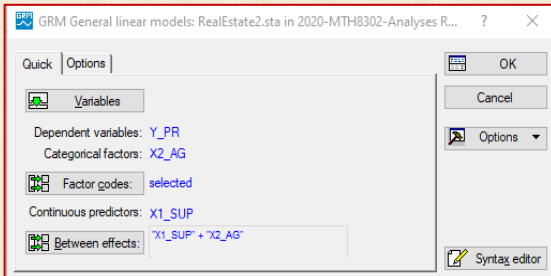 GRM General linear models: RealEstate2.sta in 2020-MTH8302-Analyses R... ? ×
Quick Options
OK
Variables
Cancel
Dependent variables: Y_PR
Options
Categorical factors: X2_AG
Factor codes: selected
Continuous predictors: X1_SUP
Between effects: "X1_SUP" + "X2_AG"
Syntax editor